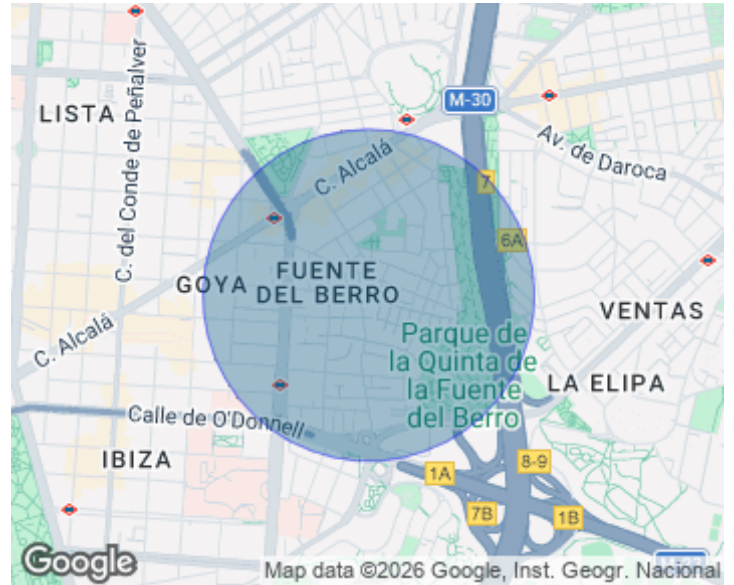 M-30
LISTA
C. del Conde de Peñalver
C. Alcalá
Av. de Daroca
7
6A
GOYA
FUENTE
DEL BERRO
VENTAS
C. Alcalá
Parque de
la Quinta de
la Fuente
del Berro
LA ELIPA
Calle de O'Donnell
IBIZA
1A
8-9
7B
1B
Google
Map data ©2026 Google, Inst. Geogr. Nacional